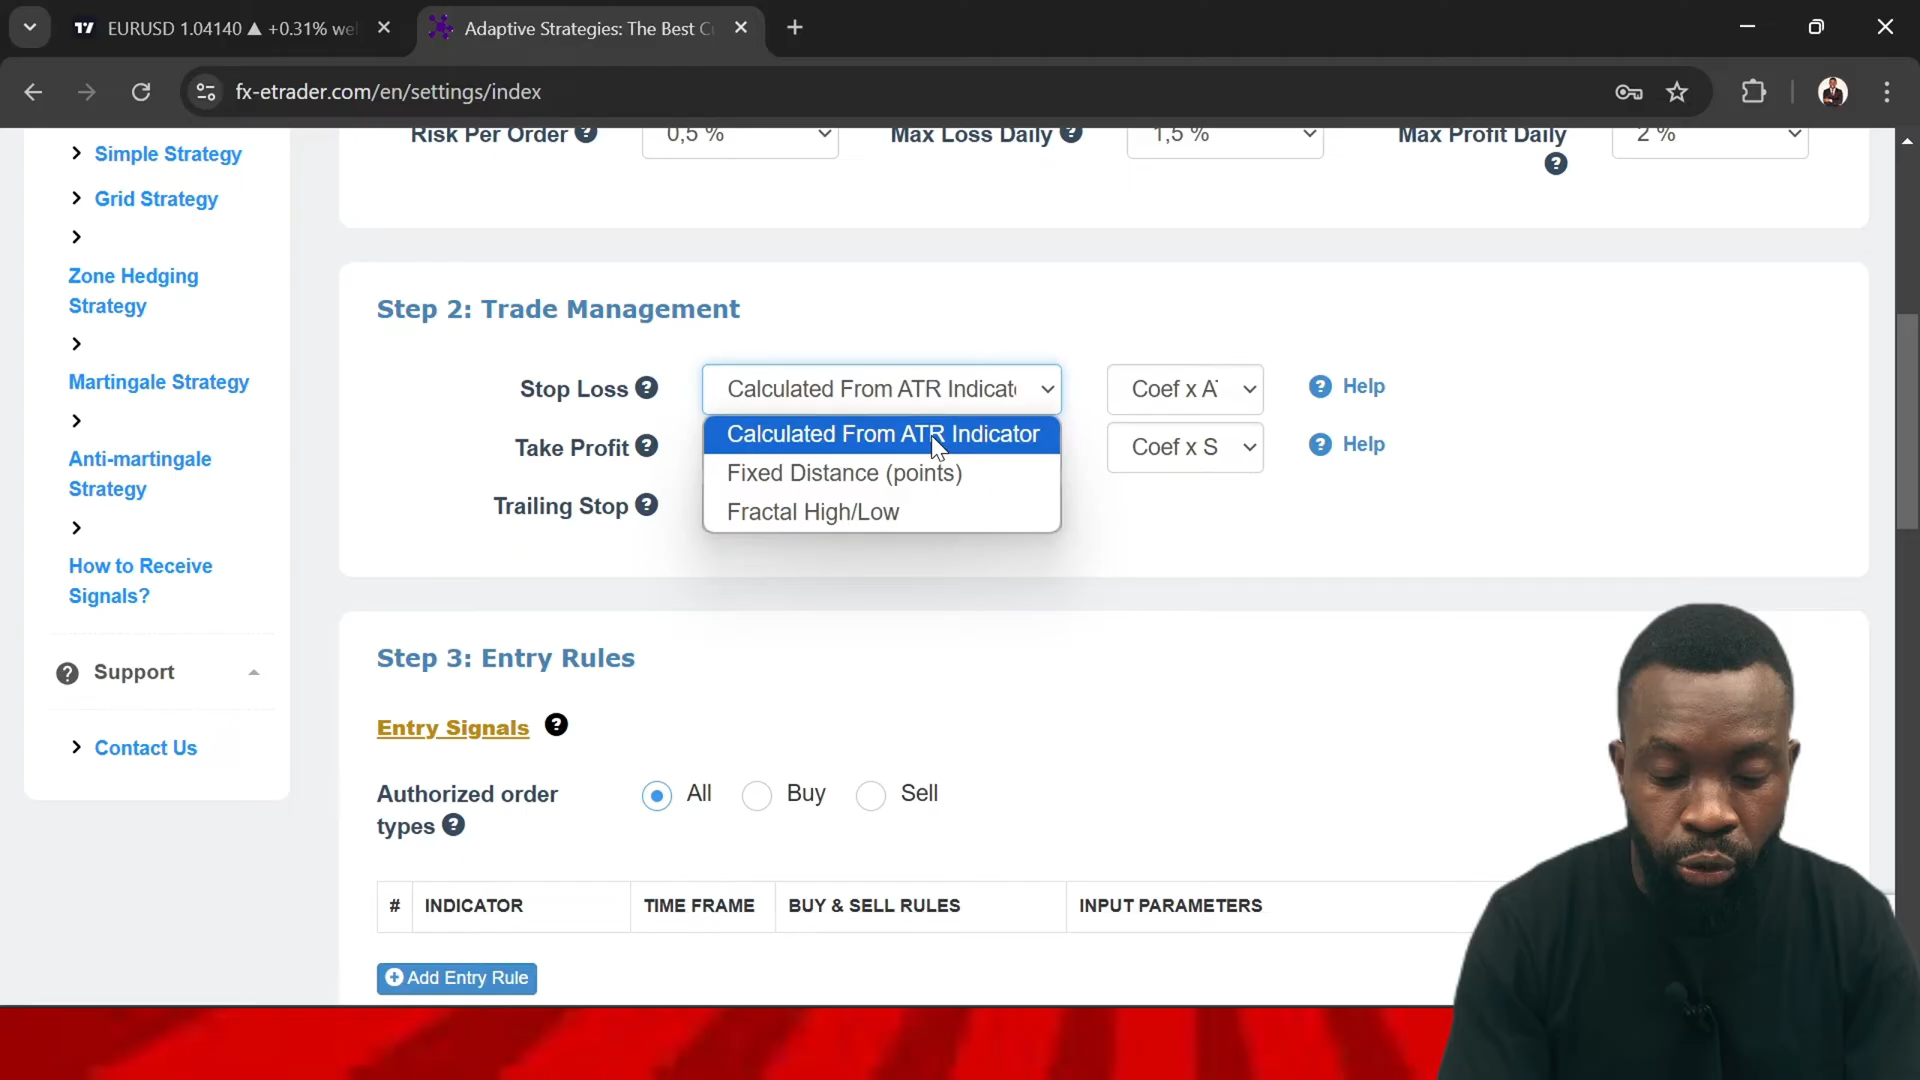 EURUSD 1.04140 ▲ +0.31% we
Adaptive Strategies: The Best C
fx-etrader.com/en/settings/index
Risk Per Order
0,5 %
Max Loss Daily
1,5 %
Max Profit Daily
2 %
Simple Strategy
Grid Strategy
Zone Hedging
Strategy
Martingale Strategy
Anti-martingale
Strategy
How to Receive
Signals?
Support
Contact Us
Step 2: Trade Management
Stop Loss
Calculated From ATR Indicat
Coef x A
Help
Calculated From ATR Indicator
Fixed Distance (points)
Fractal High/Low
Take Profit
Coef x S
Help
Trailing Stop
Step 3: Entry Rules
Entry Signals
Authorized order
types
All
Buy
Sell
# INDICATOR TIME FRAME BUY & SELL RULES INPUT PARAMETERS
Add Entry Rule